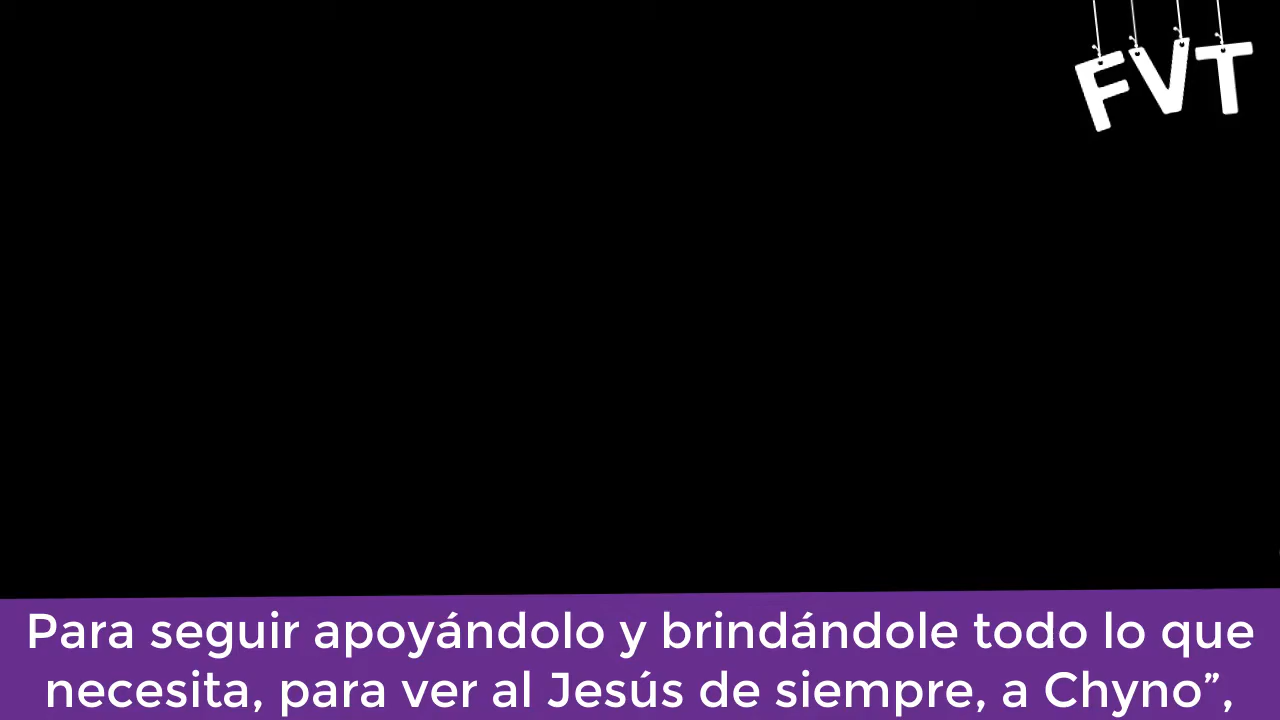 FVT
Para seguir apoyándolo y brindándole todo lo que
necesita, para ver al Jesús de siempre, a Chyno”,